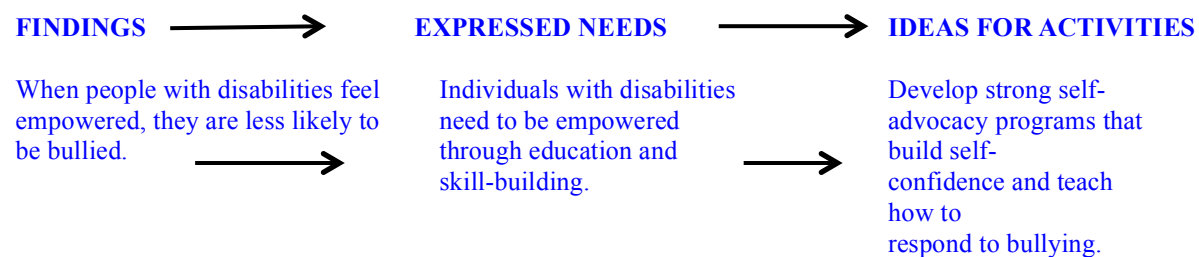 FINDINGS EXPRESSED NEEDS IDEAS FOR ACTIVITIES
When people with disabilities feel
empowered, they are less likely to
be bullied.
Individuals with disabilities
need to be empowered
through education and
skill-building.
Develop strong self-
advocacy programs that
build self-
confidence and teach
how to
respond to bullying.